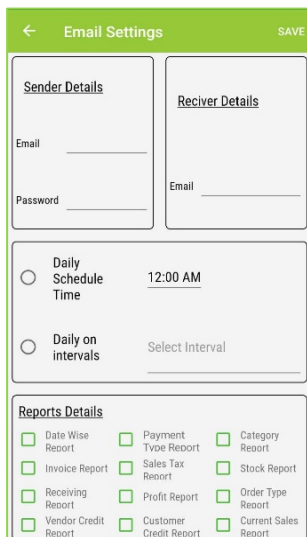 Email Settings
SAVE
Sender Details
Email
Password
Reciver Details
Email
Daily
Schedule
Time
12:00 AM
Daily on
intervals
Select Interval
Reports Details
Date Wise
Report
Payment
Type Report
Category
Report
Invoice Report
Sales Tax
Report
Stock Report
Receiving
Report
Profit Report
Order Type
Report
Vendor Credit
Report
Customer
Credit Report
Current Sales
Report